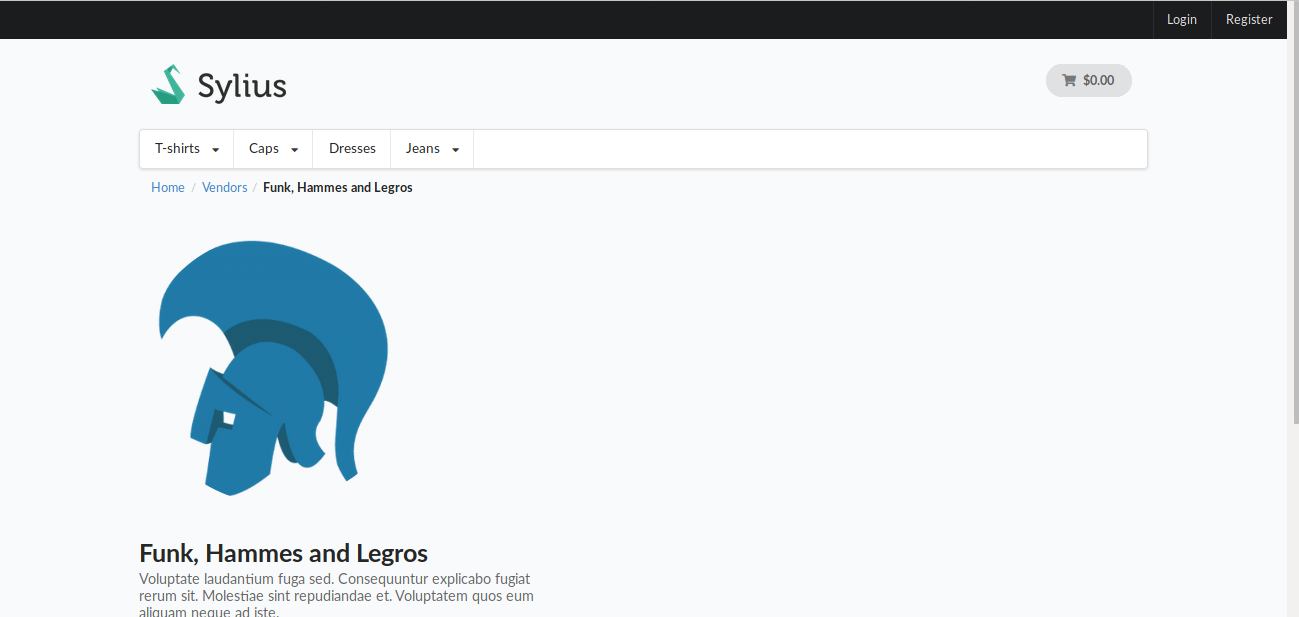 Login Register
Sylius
$0.00
T-shirts Caps Dresses Jeans
Home / Vendors / Funk, Hammes and Legros
Funk, Hammes and Legros
Voluptate laudantium fuga sed. Consequuntur explicabo fugiat
rerum sit. Molestiae sint repudiandae et. Voluptatem quos eum
aliquam neque ad iste.